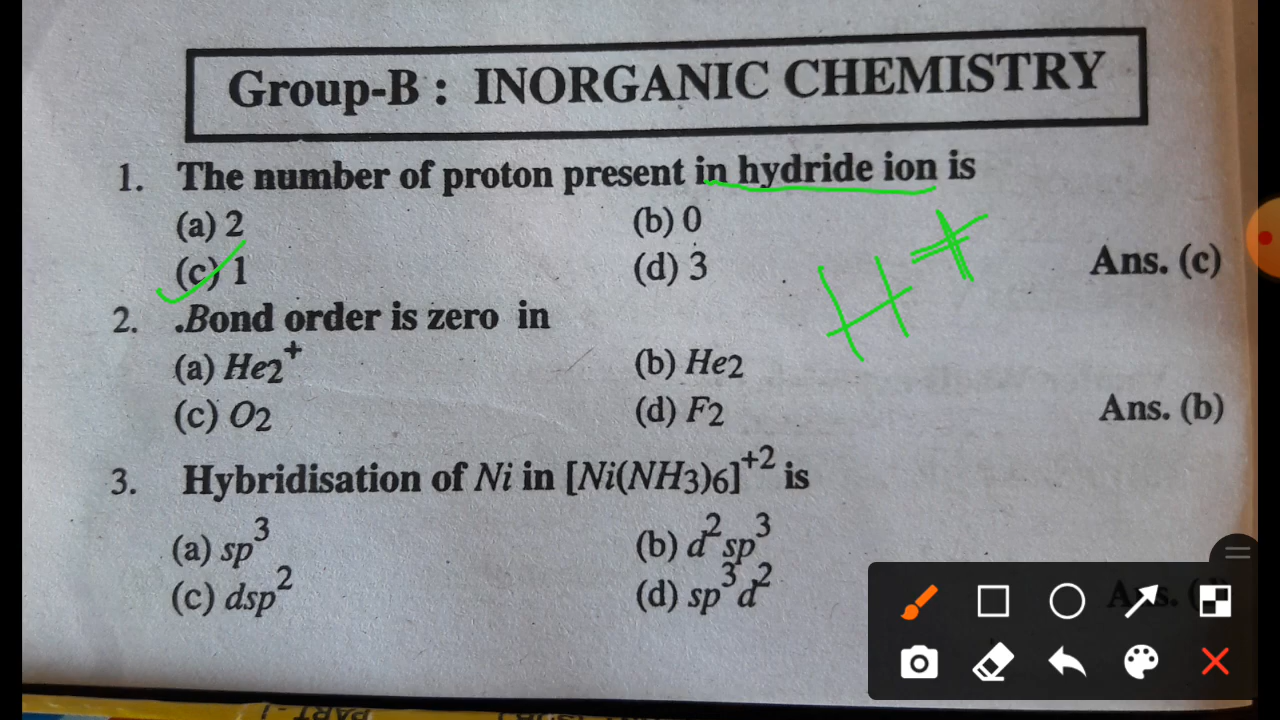 Group-B : INORGANIC CHEMISTRY
1. The number of proton present in hydride ion is
(a) 2 (b) 0
(c) 1 (d) 3 Ans. (c)
H+
2. .Bond order is zero in
(a) He2+ (b) He2
(c) O2 (d) F2 Ans. (b)
3. Hybridisation of Ni in [Ni(NH3)6]+2 is
(a) sp3 (b) d2sp3
(c) dsp2 (d) sp3d2 Ans.
PART - I